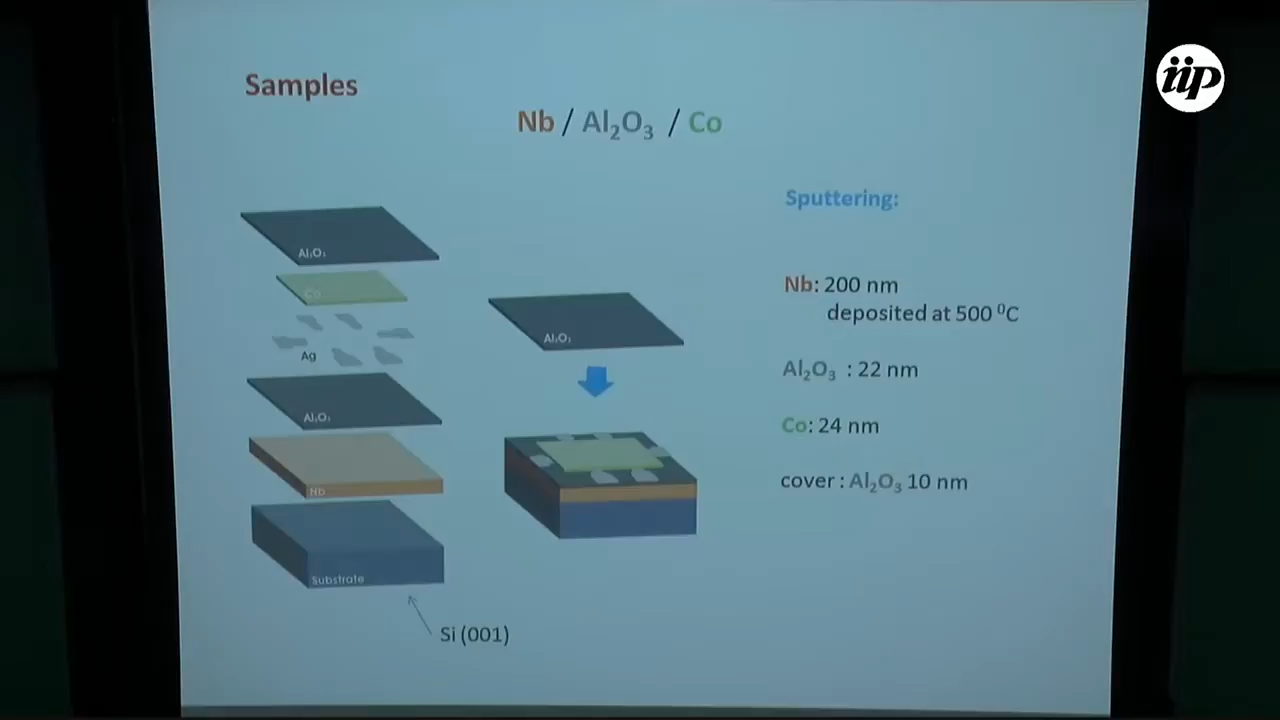 iip
Samples
Nb / Al₂O₃ / Co
Al₂O₃
Co
Ag
Al₂O₃
Nb
Substrate
Si (001)
Al₂O₃
Sputtering:
Nb: 200 nm
deposited at 500 ⁰C
Al₂O₃ : 22 nm
Co: 24 nm
cover : Al₂O₃ 10 nm